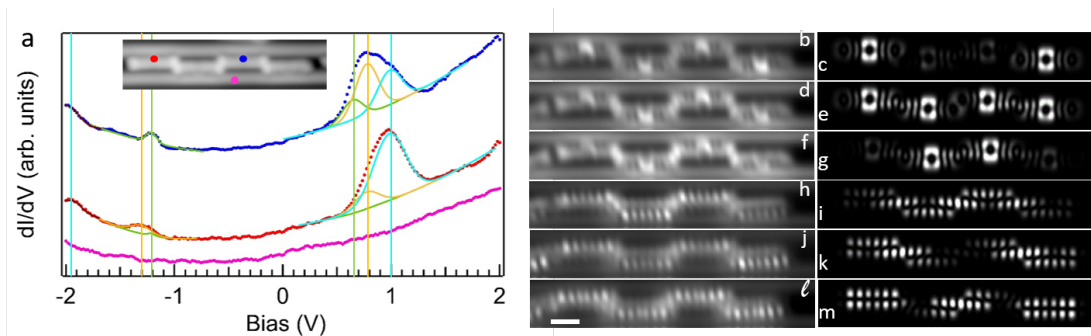 a
dI/dV (arb. units)
-2
-1
0
1
2
Bias (V)
b
c
d
e
f
g
h
i
j
k
ℓ
m